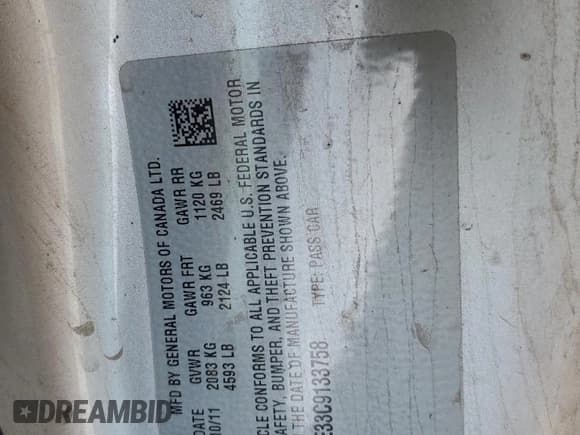 MFD BY GENERAL MOTORS OF CANADA LTD.
DATE GVWR GAWR FRT GAWR RR
10/11 2083 KG 963 KG 1120 KG
4593 LB 2124 LB 2469 LB
CLE CONFORMS TO ALL APPLICABLE U.S. FEDERAL MOTOR
AFETY, BUMPER, AND THEFT PREVENTION STANDARDS IN
THE DATE OF MANUFACTURE SHOWN ABOVE.
E33C9133758 TYPE: PASS CAR
DREAMBID